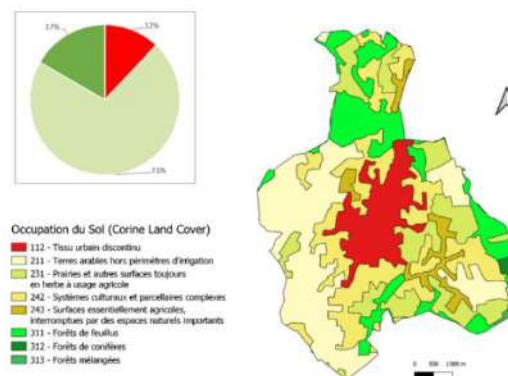 17%
12%
71%
Occupation du Sol (Corine Land Cover)
112 - Tissu urbain discontinu
211 - Terres arables hors périmètres d'irrigation
231 - Prairies et autres surfaces toujours
en herbe à usage agricole
242 - Systèmes culturaux et parcellaires complexes
243 - Surfaces essentiellement agricoles,
interrompues par des espaces naturels importants
311 - Forêts de feuillus
312 - Forêts de conifères
313 - Forêts mélangées
0 500 1 000 m